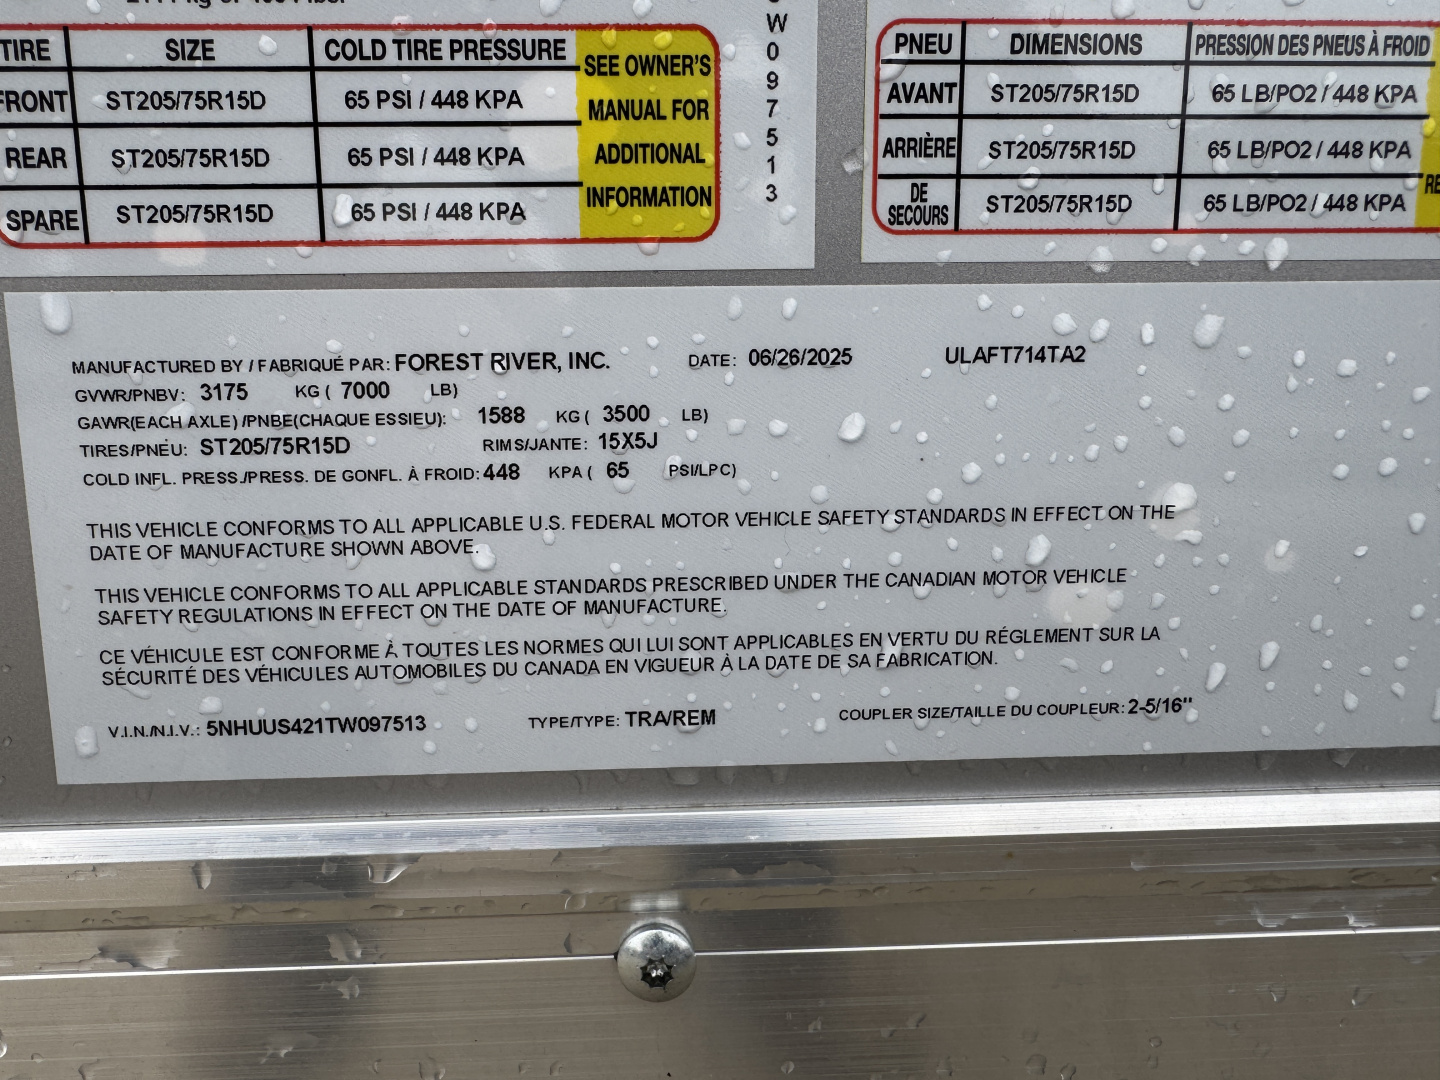 TIRE SIZE COLD TIRE PRESSURE SEE OWNER'S MANUAL FOR ADDITIONAL INFORMATION
FRONT ST205/75R15D 65 PSI / 448 KPA
REAR ST205/75R15D 65 PSI / 448 KPA
SPARE ST205/75R15D 65 PSI / 448 KPA
W
0
9
7
5
1
3
PNEU DIMENSIONS PRESSION DES PNEUS À FROID
AVANT ST205/75R15D 65 LB/PO2 / 448 KPA
ARRIÈRE ST205/75R15D 65 LB/PO2 / 448 KPA
DE SECOURS ST205/75R15D 65 LB/PO2 / 448 KPA
MANUFACTURED BY / FABRIQUÉ PAR: FOREST RIVER, INC. DATE: 06/26/2025 ULAFT714TA2
GVWR/PNBV: 3175 KG ( 7000 LB)
GAWR(EACH AXLE) /PNBE(CHAQUE ESSIEU): 1588 KG ( 3500 LB)
TIRES/PNEU: ST205/75R15D RIMS/JANTE: 15X5J
COLD INFL. PRESS./PRESS. DE GONFL. À FROID: 448 KPA ( 65 PSI/LPC)
THIS VEHICLE CONFORMS TO ALL APPLICABLE U.S. FEDERAL MOTOR VEHICLE SAFETY STANDARDS IN EFFECT ON THE
DATE OF MANUFACTURE SHOWN ABOVE.
THIS VEHICLE CONFORMS TO ALL APPLICABLE STANDARDS PRESCRIBED UNDER THE CANADIAN MOTOR VEHICLE
SAFETY REGULATIONS IN EFFECT ON THE DATE OF MANUFACTURE.
CE VÉHICULE EST CONFORME À TOUTES LES NORMES QUI LUI SONT APPLICABLES EN VERTU DU RÉGLEMENT SUR LA
SÉCURITÉ DES VÉHICULES AUTOMOBILES DU CANADA EN VIGUEUR À LA DATE DE SA FABRICATION.
V.I.N./N.I.V.: 5NHUUS421TW097513 TYPE/TYPE: TRA/REM COUPLER SIZE/TAILLE DU COUPLEUR: 2-5/16"